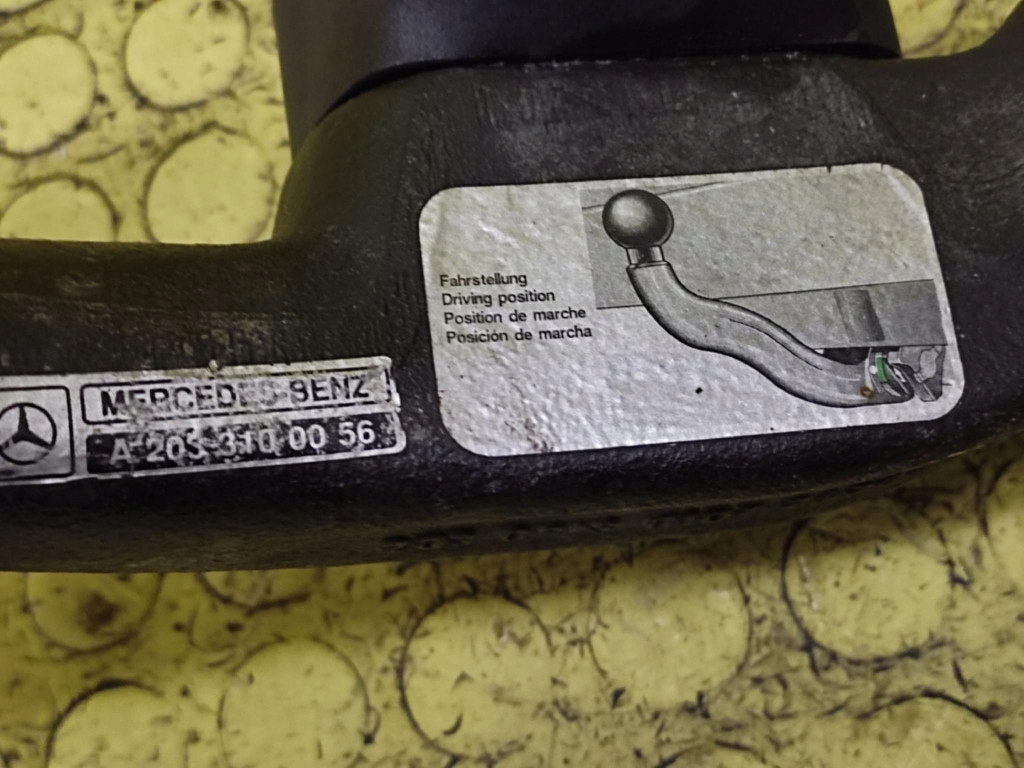 Fahrstellung
Driving position
Position de marche
Posición de marcha
MERCEDES-BENZ
A 203 310 00 56